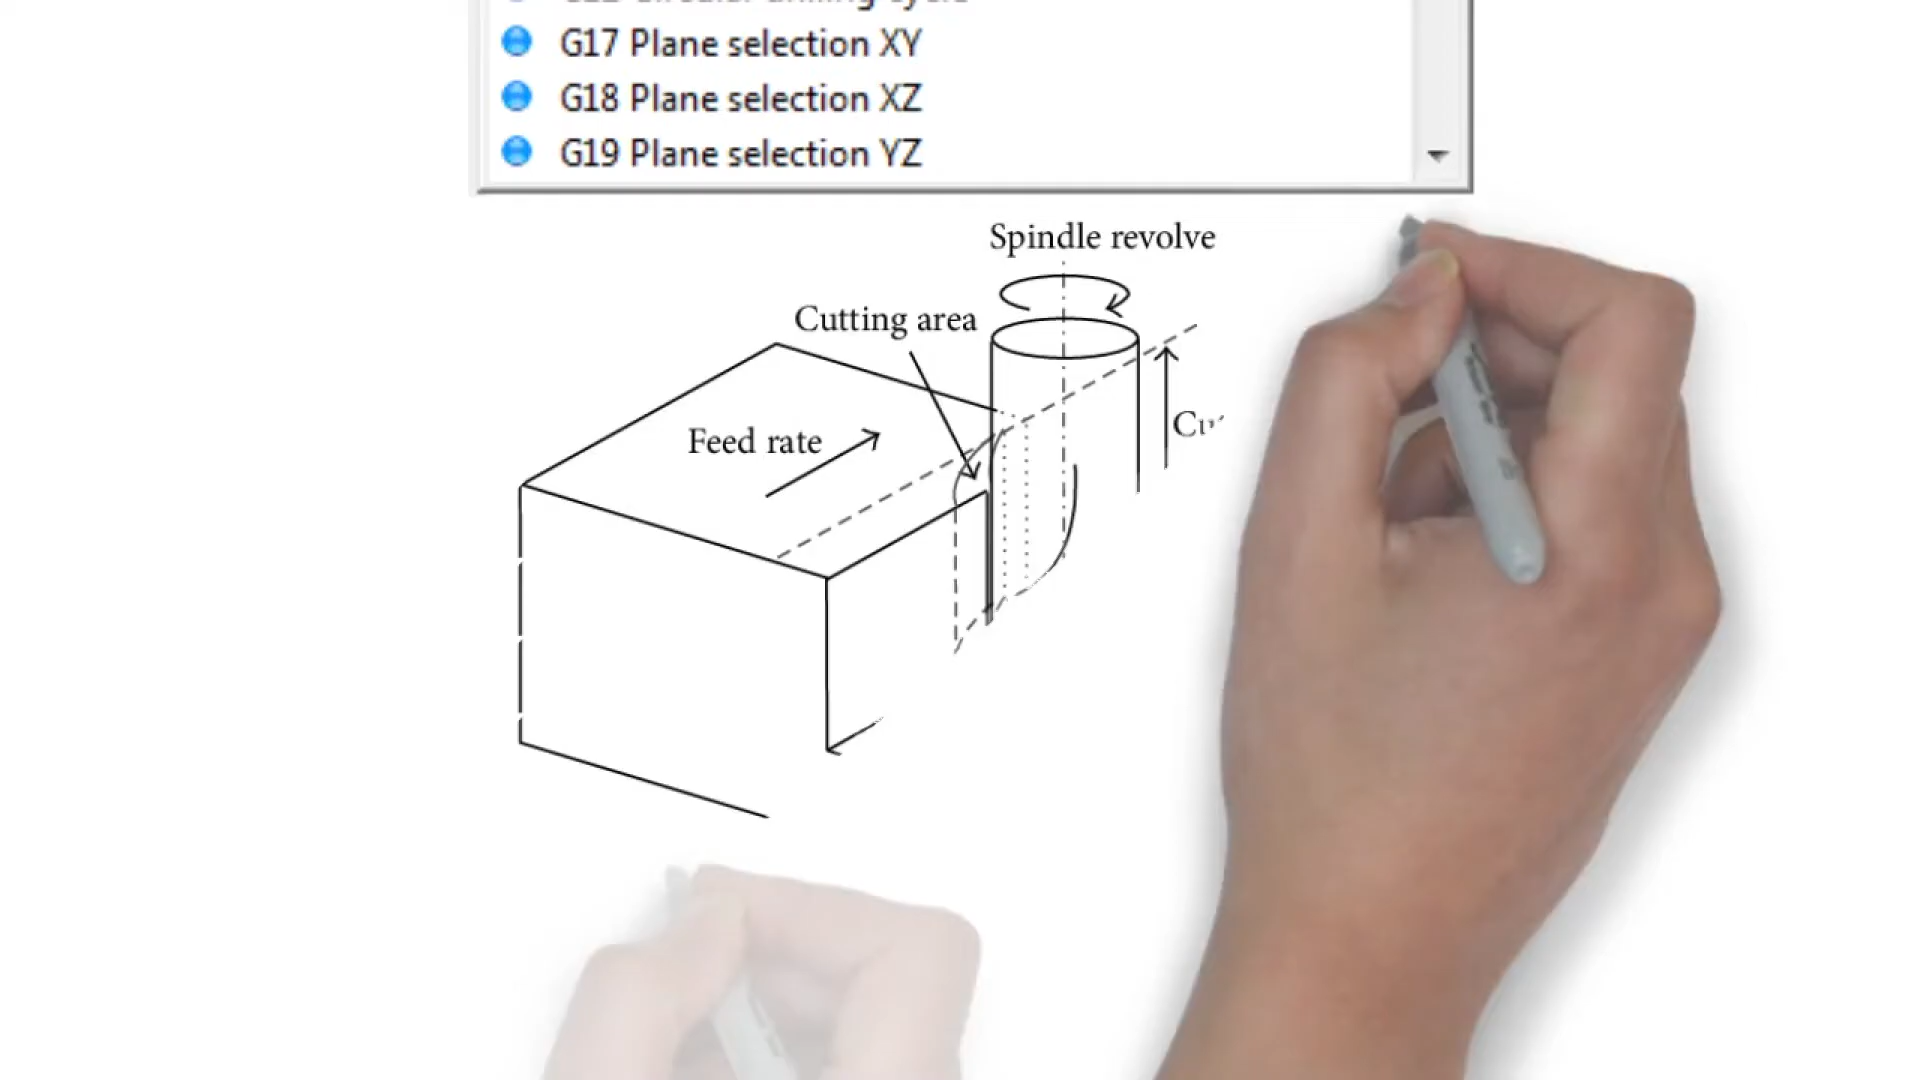 G17 Plane selection XY
G18 Plane selection XZ
G19 Plane selection YZ
Spindle revolve
Cutting area
Feed rate